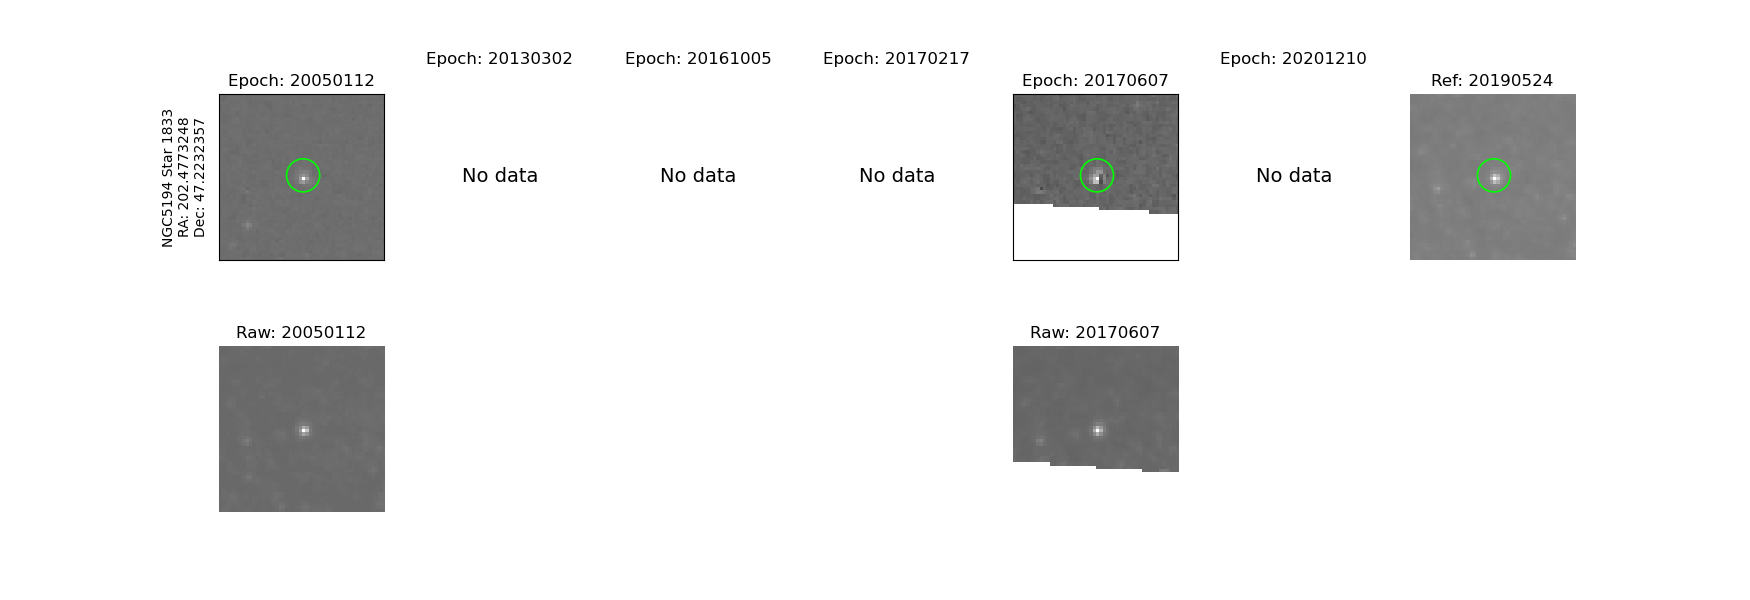 Epoch: 20050112
Epoch: 20130302
Epoch: 20161005
Epoch: 20170217
Epoch: 20170607
Epoch: 20201210
Ref: 20190524
NGC5194 Star 1833
RA: 202.4773248
Dec: 47.2232357
No data
No data
No data
No data
Raw: 20050112
Raw: 20170607